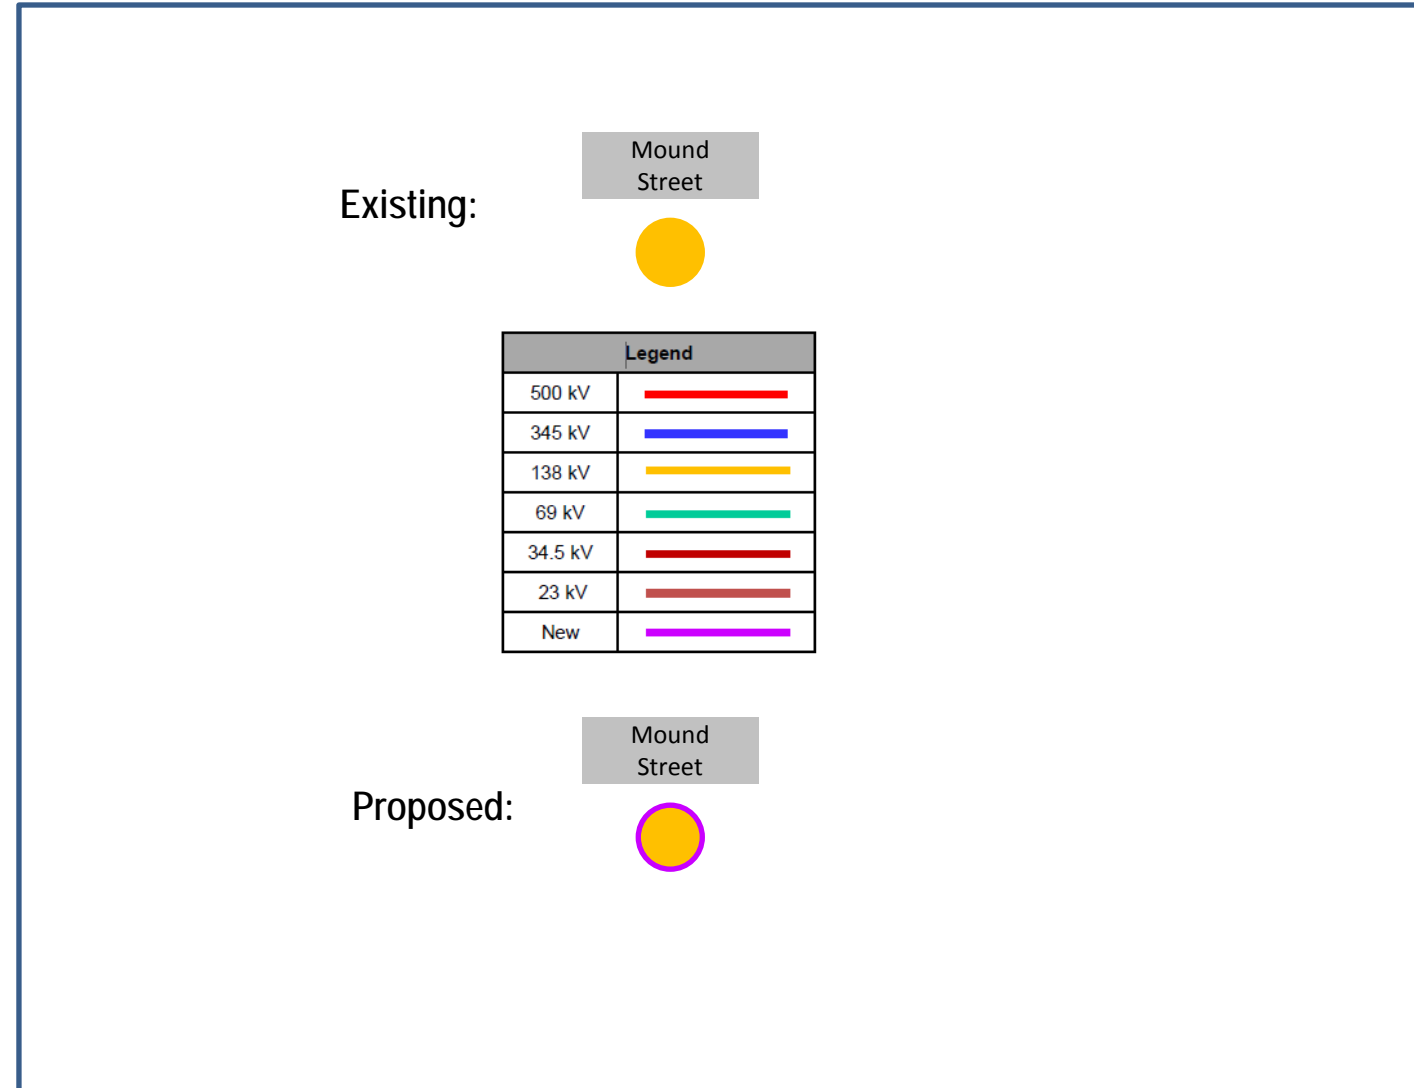 Mound
Street
Existing:
Legend
500 kV
345 kV
138 kV
69 kV
34.5 kV
23 kV
New
Mound
Street
Proposed: